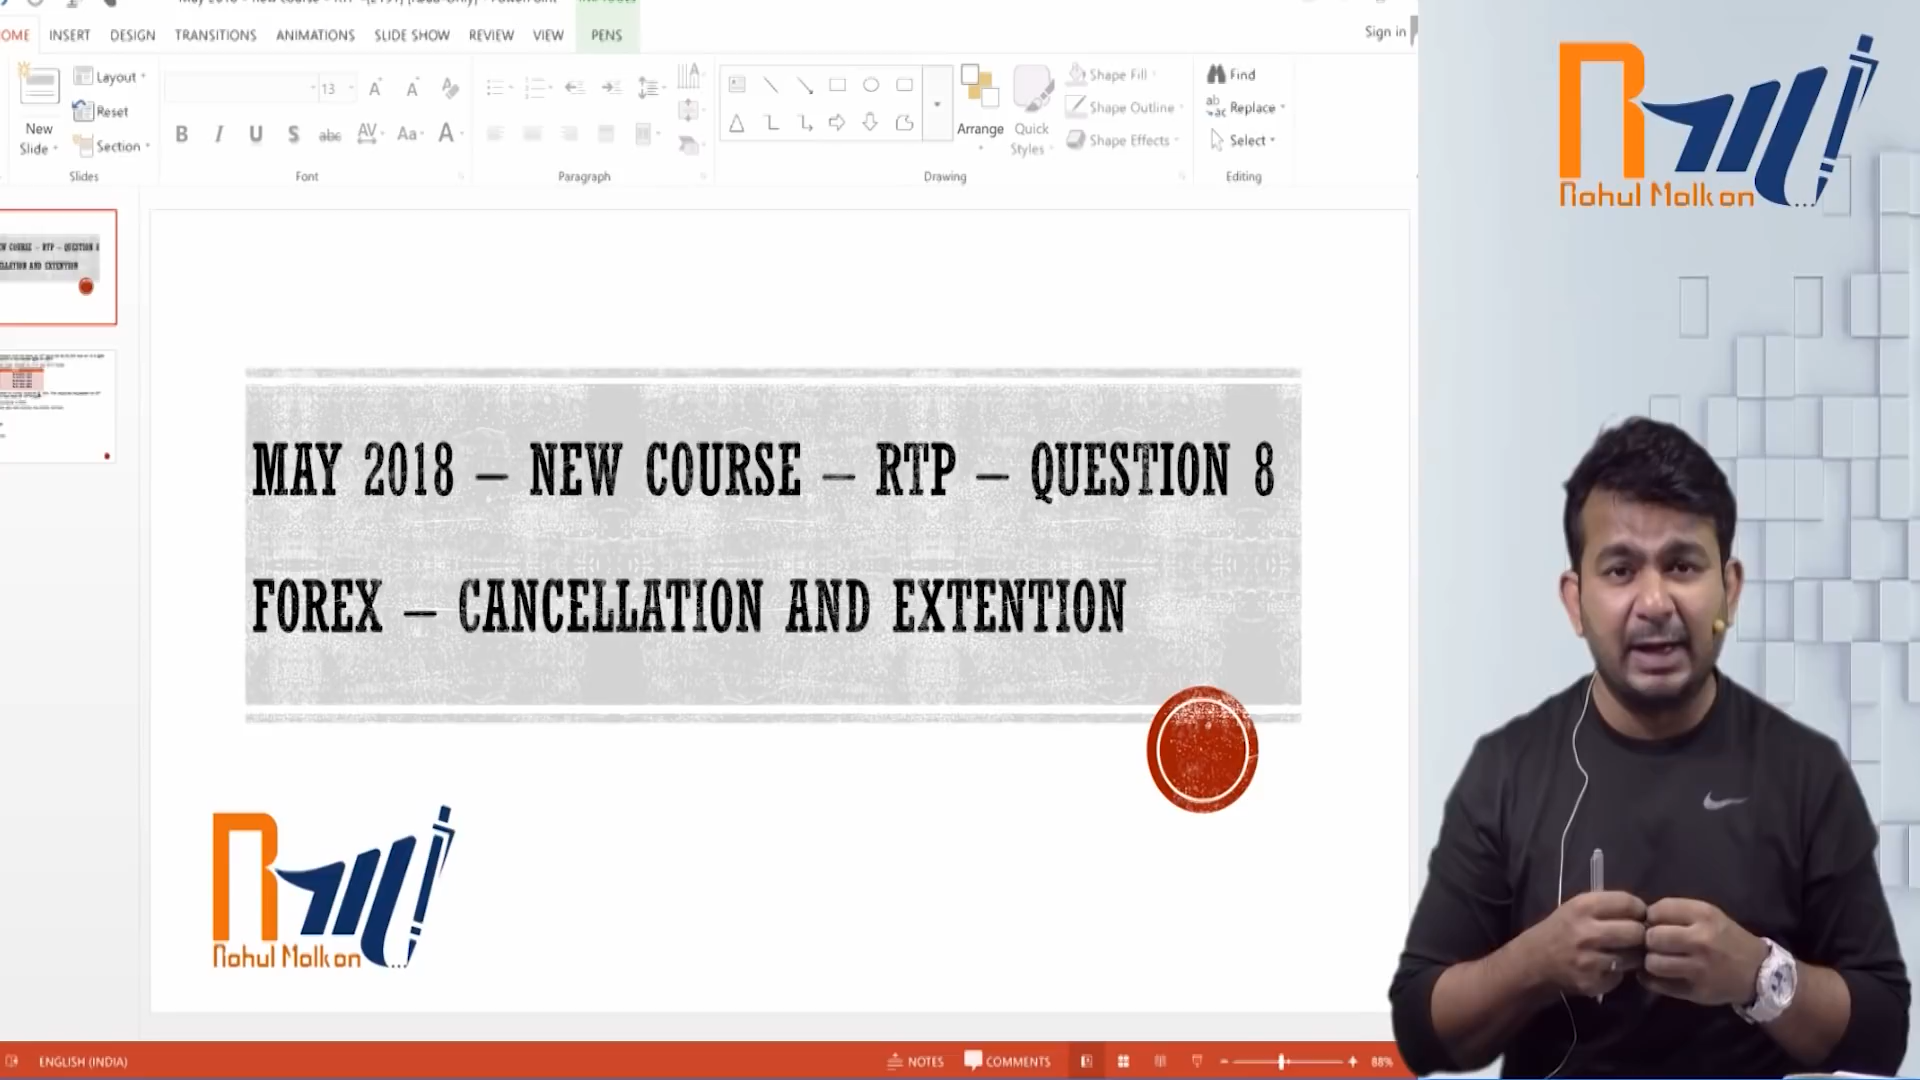 HOME INSERT DESIGN TRANSITIONS ANIMATIONS SLIDE SHOW REVIEW VIEW PENS
Sign in
New
Slide
Layout
Reset
Section
Slides
13
Font
Paragraph
Arrange
Quick
Styles
Shape Fill
Shape Outline
Shape Effects
Drawing
Find
Replace
Select
Editing
MAY 2018 – NEW COURSE – RTP – QUESTION 8
FOREX – CANCELLATION AND EXTENTION
Rahul Malkan
Rahul Malkan
ENGLISH (INDIA)
NOTES COMMENTS 88%